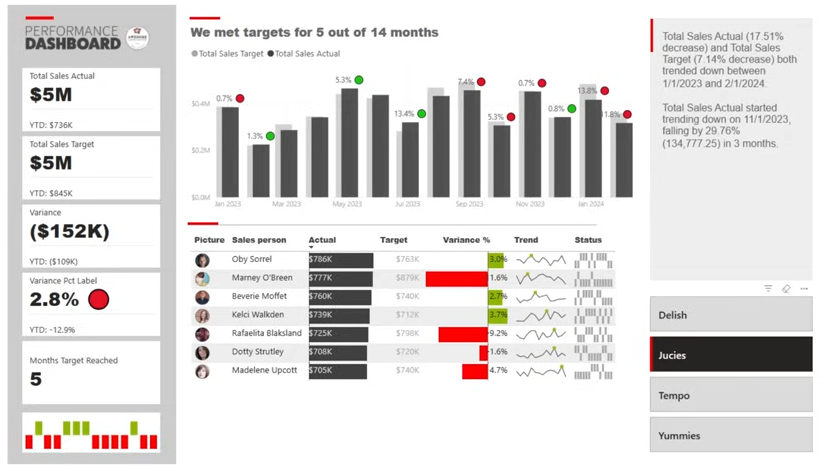 PERFORMANCE
DASHBOARD
Total Sales Actual
$5M
YTD: $736K
Total Sales Target
$5M
YTD: $845K
Variance
($152K)
YTD: ($109K)
Variance Pct Label
2.8%
YTD: -12.9%
Months Target Reached
5
We met targets for 5 out of 14 months
Total Sales Target Total Sales Actual
$0.4M
$0.2M
$0.0M
0.7% 1.3% 5.3% 13.4% 7.4% 5.3% 0.7% 0.8% 13.8% 11.8%
Jan 2023 Mar 2023 May 2023 Jul 2023 Sep 2023 Nov 2023 Jan 2024
Picture Sales person Actual Target Variance % Trend Status
Oby Sorrel $786K $763K 3.0%
Marney O'Breen $777K $879K 1.6%
Beverie Moffet $760K $740K 2.7%
Kelci Walkden $739K $712K 3.7%
Rafaelita Blaksland $725K $798K -9.2%
Dotty Strutley $708K $720K -1.6%
Madelene Upcott $705K $740K 4.7%
Total Sales Actual (17.51%
decrease) and Total Sales
Target (7.14% decrease) both
trended down between
1/1/2023 and 2/1/2024.
Total Sales Actual started
trending down on 11/1/2023,
falling by 29.76%
(134,777.25) in 3 months.
Delish
Jucies
Tempo
Yummies